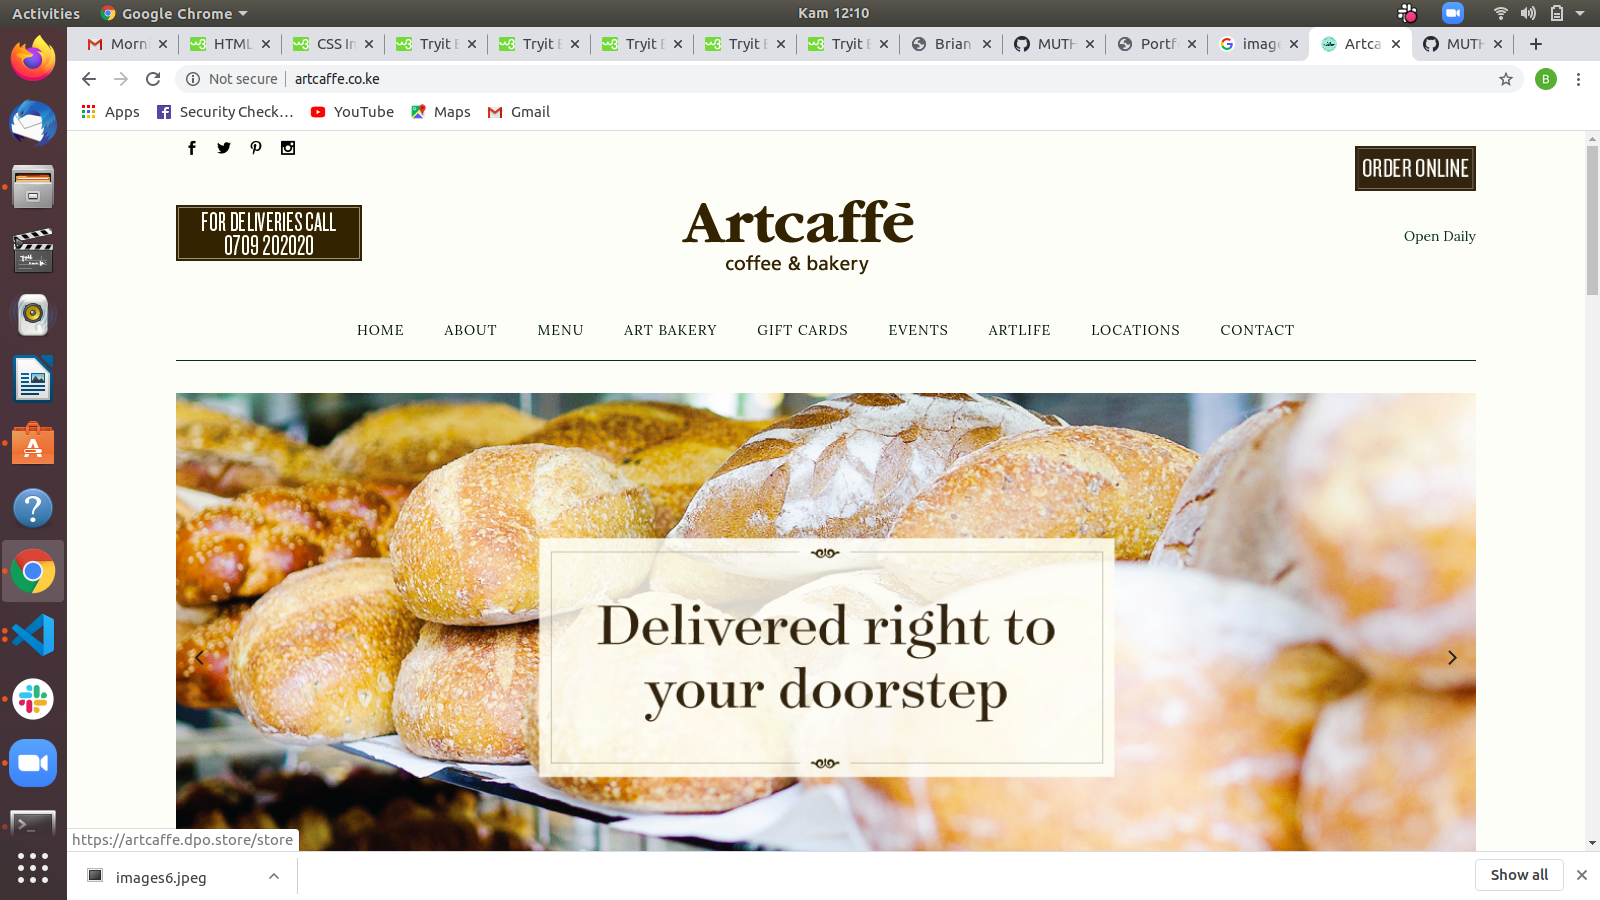 Activities
Google Chrome
Kam 12:10
Morni
HTML
CSS In
Tryit E
Tryit E
Tryit E
Tryit E
Tryit E
Brian
MUTH
Portf
image
Artca
MUTH
Not secure
artcaffe.co.ke
B
Apps
Security Check...
YouTube
Maps
Gmail
ORDER ONLINE
FOR DELIVERIES CALL
0709 202020
Artcaffē
coffee & bakery
Open Daily
HOME
ABOUT
MENU
ART BAKERY
GIFT CARDS
EVENTS
ARTLIFE
LOCATIONS
CONTACT
Delivered right to
your doorstep
https://artcaffe.dpo.store/store
images6.jpeg
Show all